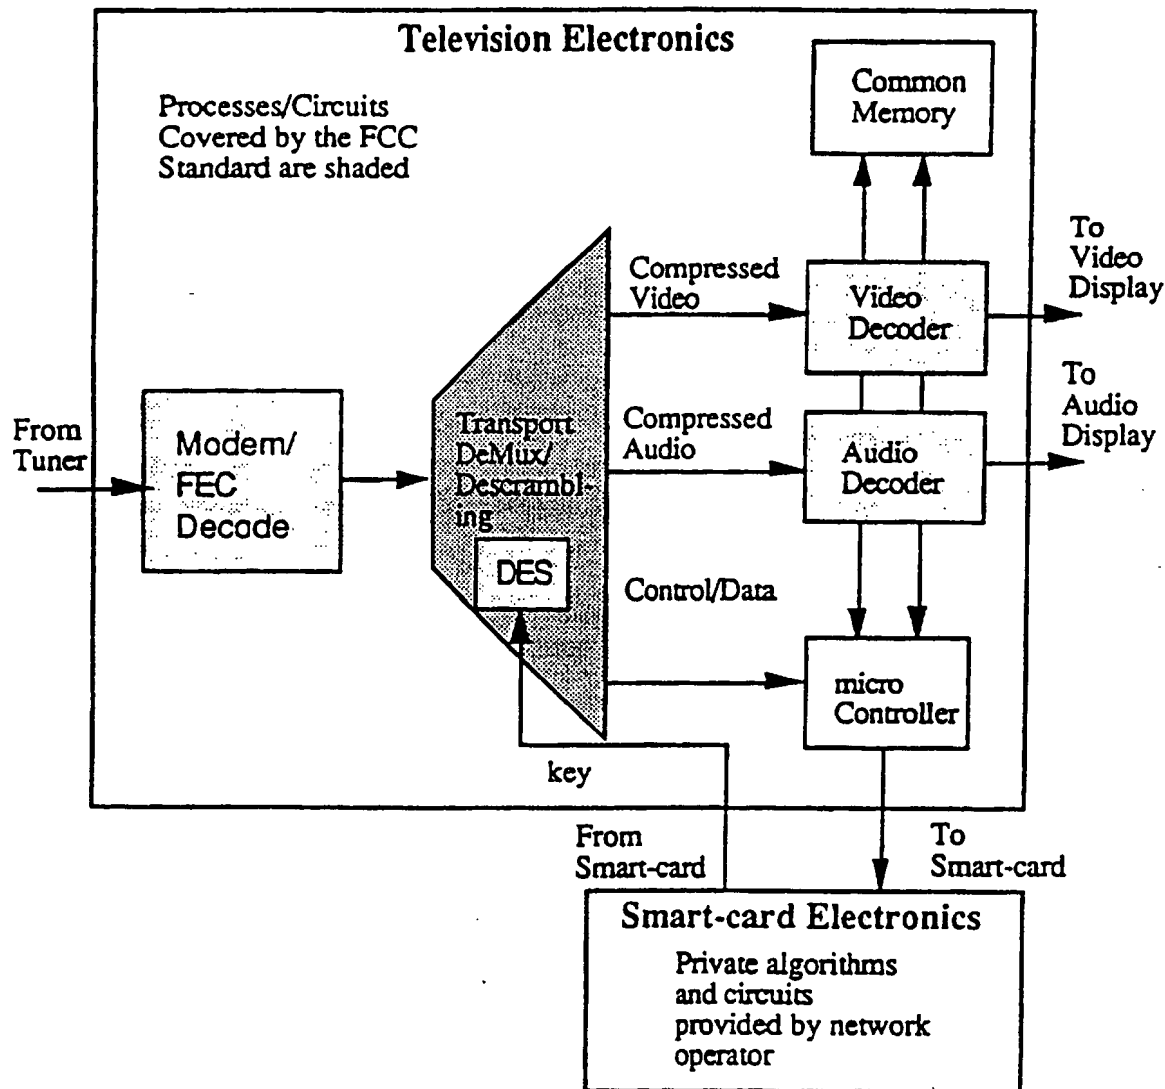 Television Electronics
Processes/Circuits
Covered by the FCC
Standard are shaded
Common
Memory
To
Video
Display
Compressed
Video
Video
Decoder
To
Audio
Display
From
Tuner
Modem/
FEC
Decode
Transport
DeMux/
Descrambl-
ing
DES
Compressed
Audio
Audio
Decoder
Control/Data
micro
Controller
key
From
Smart-card
To
Smart-card
Smart-card Electronics
Private algorithms
and circuits
provided by network
operator